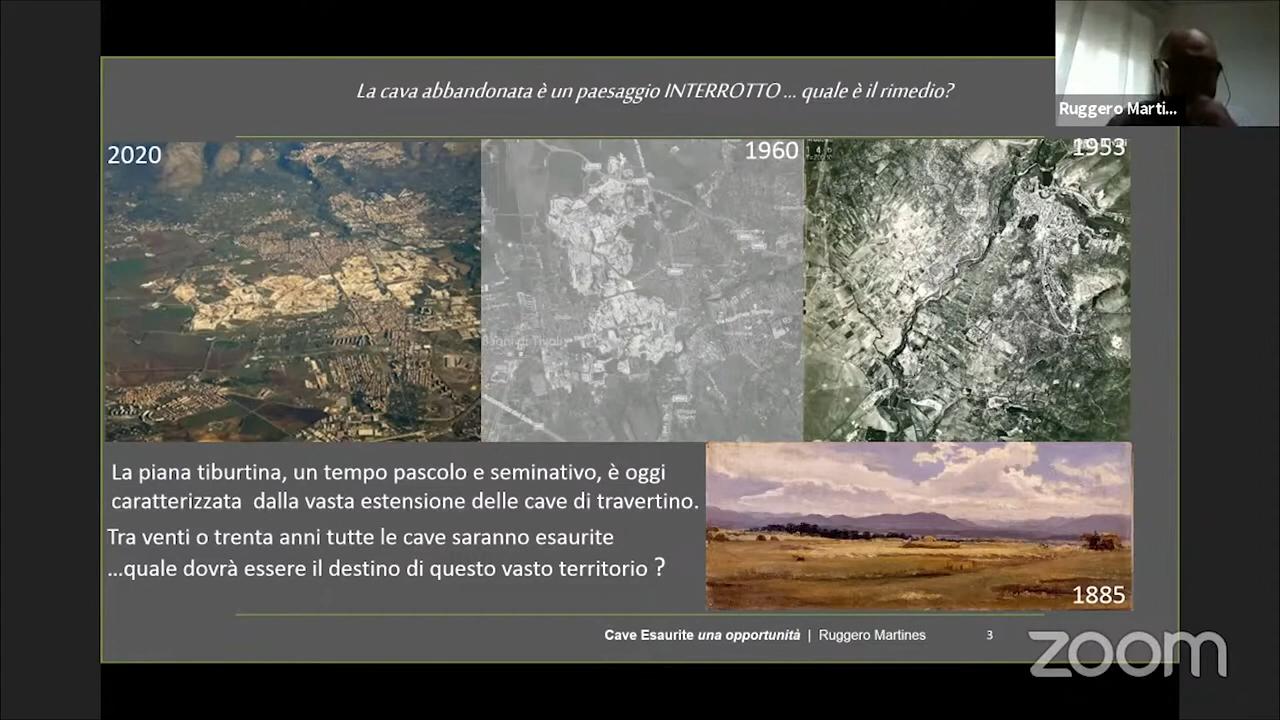 La cava abbandonata è un paesaggio INTERROTTO ... quale è il rimedio?
Ruggero Marti...
2020
1960
1953
La piana tiburtina, un tempo pascolo e seminativo, è oggi
caratterizzata dalla vasta estensione delle cave di travertino.
Tra venti o trenta anni tutte le cave saranno esaurite
...quale dovrà essere il destino di questo vasto territorio ?
1885
Cave Esaurite una opportunità | Ruggero Martines 3
zoom